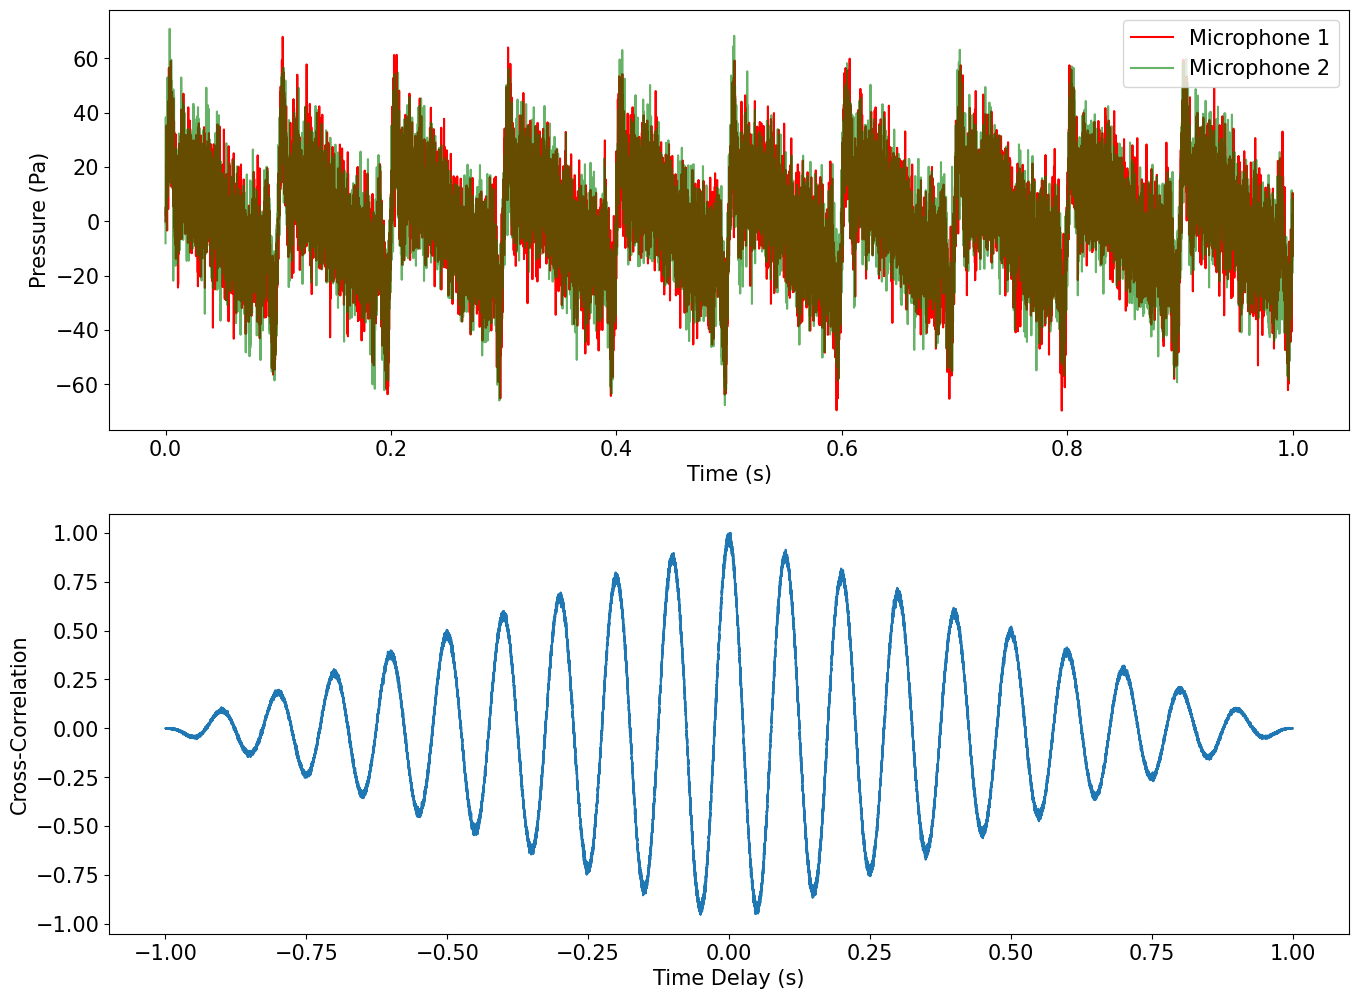 Microphone 1
Microphone 2
60
40
20
0
−20
−40
−60
Pressure (Pa)
0.0 0.2 0.4 0.6 0.8 1.0
Time (s)
1.00
0.75
0.50
0.25
0.00
−0.25
−0.50
−0.75
−1.00
Cross-Correlation
−1.00 −0.75 −0.50 −0.25 0.00 0.25 0.50 0.75 1.00
Time Delay (s)